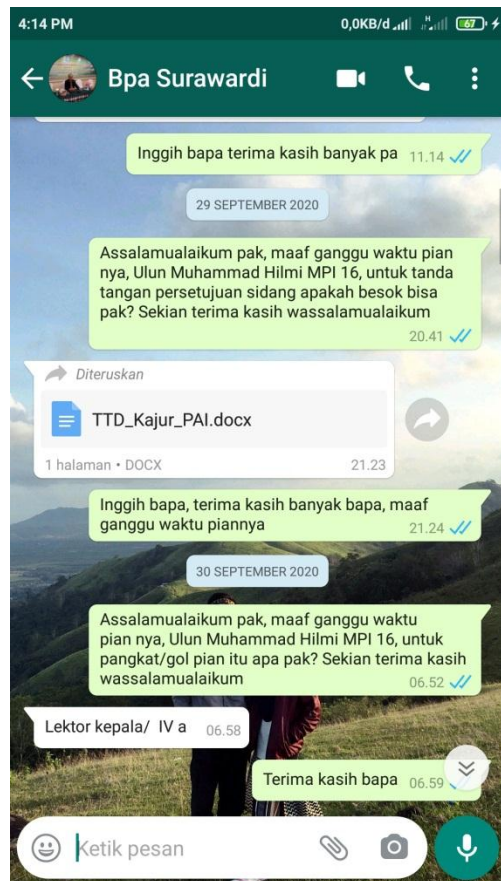 4:14 PM
0,0KB/d
H
67
Bpa Surawardi
Inggih bapa terima kasih banyak pa 11.14
29 SEPTEMBER 2020
Assalamualaikum pak, maaf ganggu waktu pian
nya, Ulun Muhammad Hilmi MPI 16, untuk tanda
tangan persetujuan sidang apakah besok bisa
pak? Sekian terima kasih wassalamualaikum
20.41
Diteruskan
TTD_Kajur_PAI.docx
1 halaman • DOCX 21.23
Inggih bapa, terima kasih banyak bapa, maaf
ganggu waktu piannya 21.24
30 SEPTEMBER 2020
Assalamualaikum pak, maaf ganggu waktu
pian nya, Ulun Muhammad Hilmi MPI 16, untuk
pangkat/gol pian itu apa pak? Sekian terima kasih
wassalamualaikum 06.52
Lektor kepala/ IV a 06.58
Terima kasih bapa 06.59
Ketik pesan